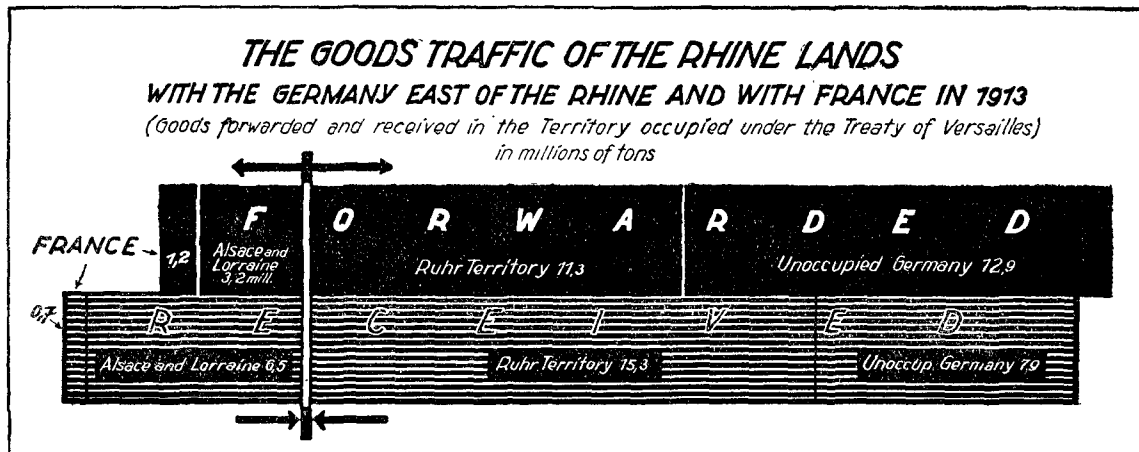 THE GOODS TRAFFIC OF THE RHINE LANDS
WITH THE GERMANY EAST OF THE RHINE AND WITH FRANCE IN 1913
(Goods forwarded and received in the Territory occupied under the Treaty of Versailles)
in millions of tons
FORWARDED
FRANCE
1,2
Alsace and
Lorraine
3,2 mill.
Ruhr Territory 11,3
Unoccupied Germany 12,9
0,7
RECEIVED
Alsace and Lorraine 6,5
Ruhr Territory 15,3
Unoccup. Germany 7,9